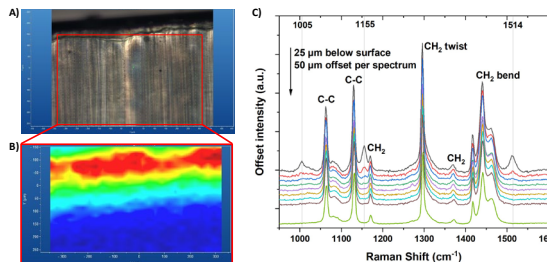 A)
B)
C)
1005
1155
1514
25 µm below surface
50 µm offset per spectrum
CH₂ twist
C-C
C-C
CH₂
CH₂
CH₂ bend
Offset intensity (a.u.)
1000
1100
1200
1300
1400
1500
1600
Raman Shift (cm⁻¹)